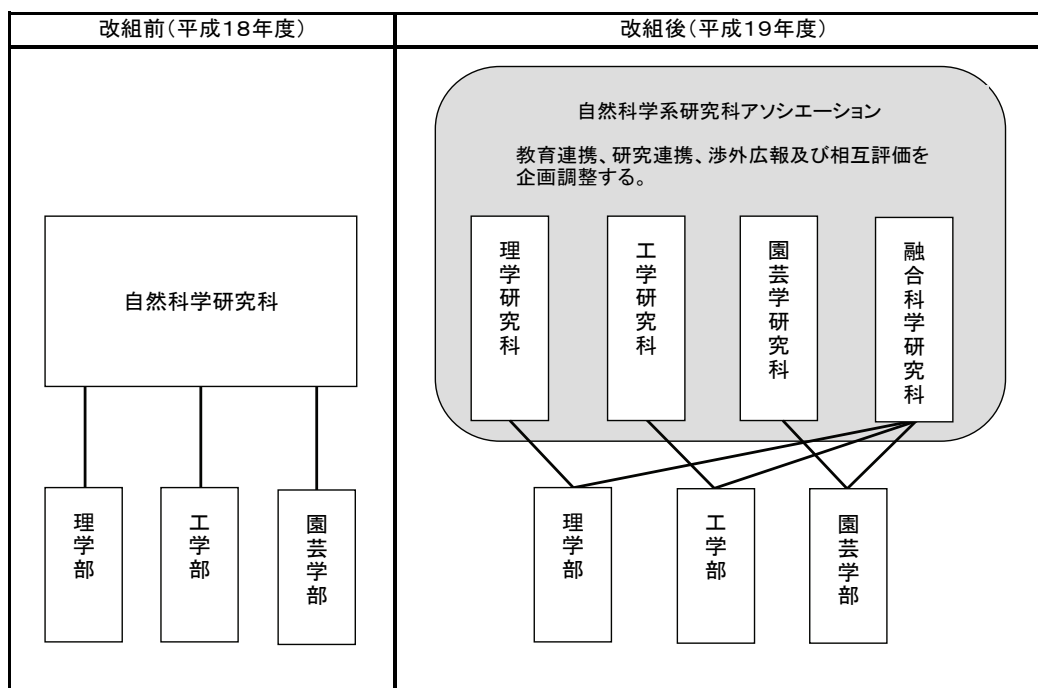 改組前(平成18年度)
改組後(平成19年度)
自然科学研究科
理学部
工学部
園芸学部
自然科学系研究科アソシエーション
教育連携、研究連携、渉外広報及び相互評価を
企画調整する。
理学研究科
工学研究科
園芸学研究科
融合科学研究科
理学部
工学部
園芸学部